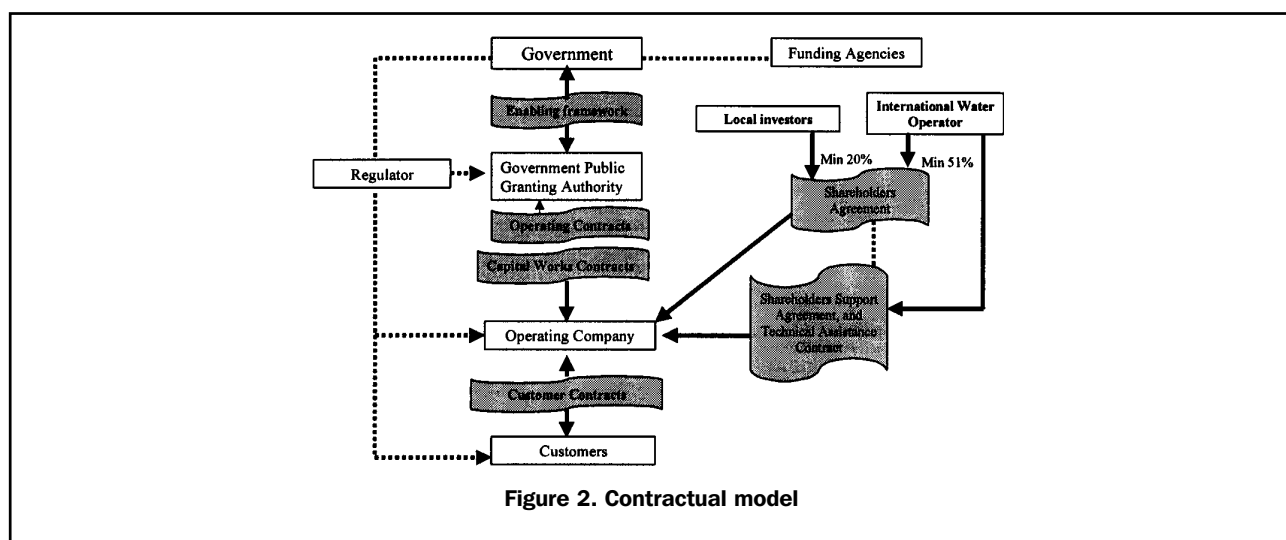 Government
Funding Agencies
Enabling framework
Local investors
International Water
Operator
Min 20%
Min 51%
Regulator
Government Public
Granting Authority
Shareholders
Agreement
Operating Contracts
Capital Works Contracts
Shareholders Support
Agreement, and
Technical Assistance
Contract
Operating Company
Customer Contracts
Customers
Figure 2. Contractual model